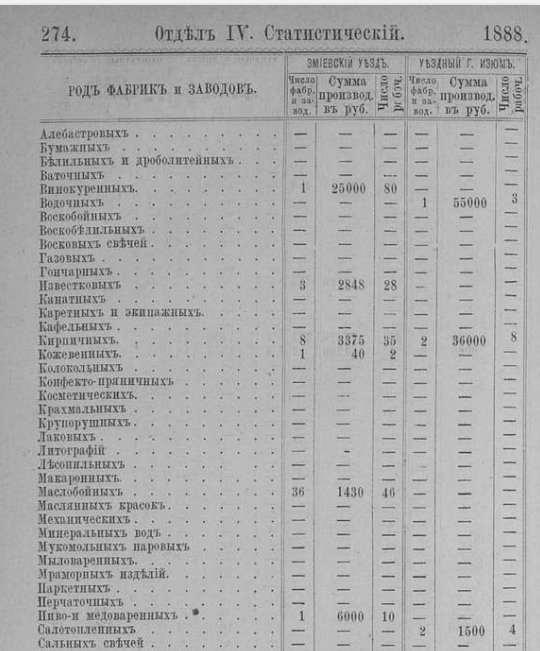 274. Отдѣлъ IV. Статистическій. 1888.
ЗМІЕВСКІЙ УѢЗДЪ. УѢЗДНЫЙ Г. ИЗЮМЪ.
РОДЪ ФАБРИКЪ и ЗАВОДОВЪ. Число фабр. и завод. Сумма производ. въ руб. Число рабоч. Число фабр. и завод. Сумма производ. въ руб. Число рабоч.
Алебастровых — — — — — —
Бумажныхъ — — — — — —
Бѣлильныхъ и дроболитейныхъ — — — — — —
Ваточныхъ — — — — — —
Винокуренныхъ. 1 25000 80 — — —
Водочныхъ — — — 1 55000 3
Воскобойныхъ — — — — — —
Воскобѣлильныхъ — — — — — —
Восковыхъ свѣчей — — — — — —
Газовыхъ — — — — — —
Гончарныхъ — — — — — —
Известковыхъ 3 2848 28 — — —
Канатныхъ — — — — — —
Каретныхъ и экипажныхъ. — — — — — —
Кафельныхъ — — — — — —
Кирпичныхъ. 8 3375 35 2 36000 8
Кожевенныхъ. 1 40 2 — — —
Колокольныхъ — — — — — —
Конфекто-пряничныхъ — — — — — —
Косметическихъ. — — — — — —
Крахмальныхъ — — — — — —
Крупорушныхъ — — — — — —
Лаковыхъ — — — — — —
Литографій — — — — — —
Лѣсопильныхъ — — — — — —
Макаронныхъ. — — — — — —
Маслобойныхъ 36 1430 46 — — —
Маслянныхъ красокъ — — — — — —
Механическихъ — — — — — —
Минеральныхъ водъ — — — — — —
Мукомольныхъ паровыхъ — — — — — —
Мыловаренныхъ. — — — — — —
Мраморныхъ издѣлій. — — — — — —
Паркетныхъ — — — — — —
Перчаточныхъ — — — — — —
Пиво-и медоваренныхъ 1 6000 10 — — —
Салотопленныхъ — — — 2 1500 4
Сальныхъ свѣчей — — — — — —